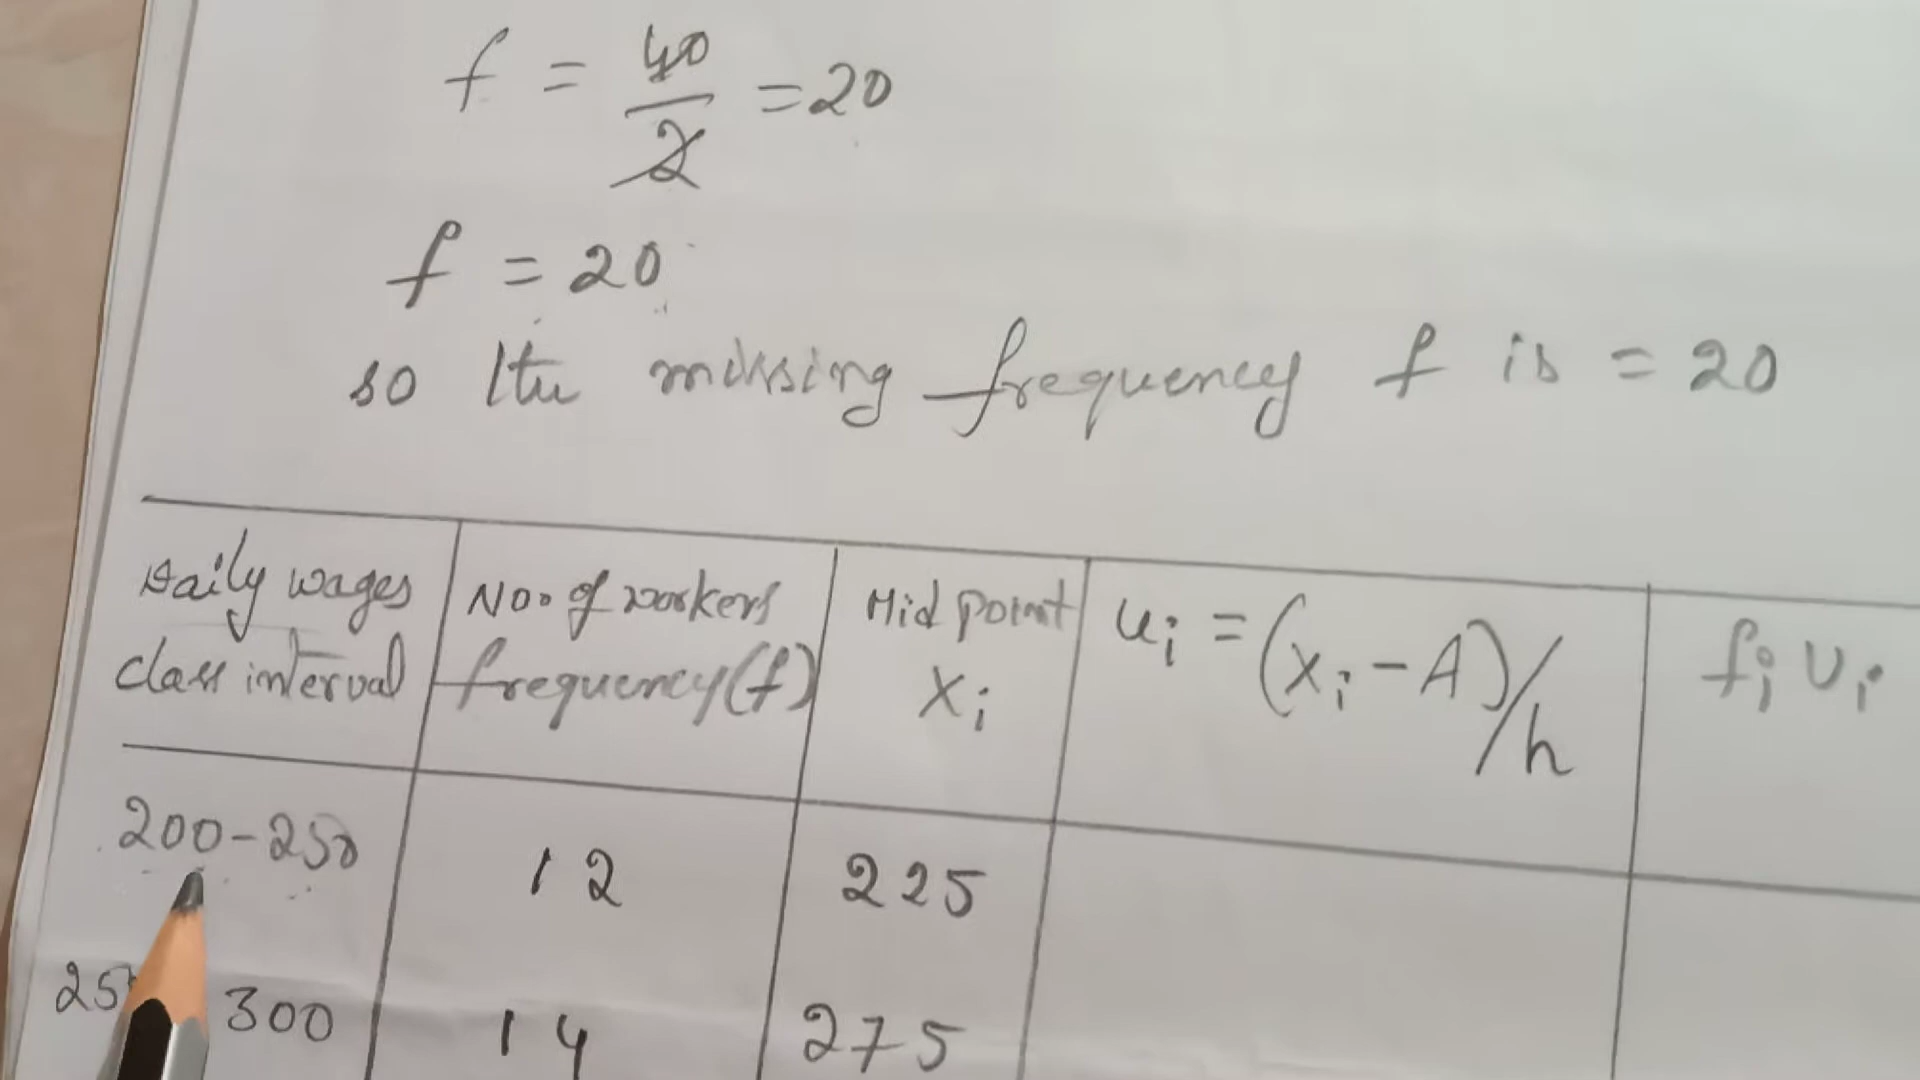 f = 40/2 = 20
f = 20
so the missing frequency f is = 20
Daily wages class interval | No. of workers frequency (f) | Mid point xi | ui = (xi - A)/h | fi ui
200-250 | 12 | 225
300 | 14 | 275